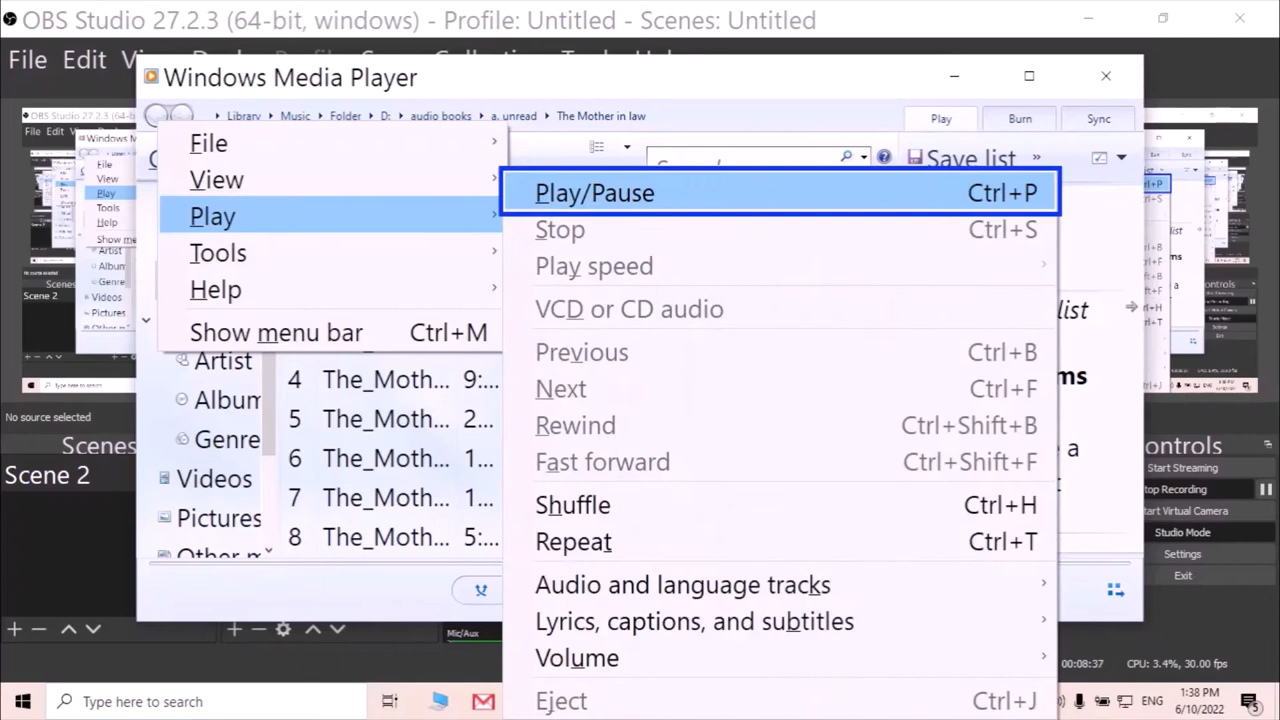 OBS Studio 27.2.3 (64-bit, windows) - Profile: Untitled - Scenes: Untitled
File Edit
Windows Media Player
Library Music Folder D: audio books a. unread The Mother in law
Play Burn Sync
Save list »
File
View
Play
Tools
Help
Show menu bar Ctrl+M
Play/Pause Ctrl+P
Stop Ctrl+S
Play speed
VCD or CD audio
Previous Ctrl+B
Next Ctrl+F
Rewind Ctrl+Shift+B
Fast forward Ctrl+Shift+F
Shuffle Ctrl+H
Repeat Ctrl+T
Audio and language tracks
Lyrics, captions, and subtitles
Volume
Eject Ctrl+J
Artist
Album
Genre
Videos
Pictures
4 The_Moth... 9:...
5 The_Moth... 2...
6 The_Moth... 1...
7 The_Moth... 1...
8 The_Moth... 5:...
list
ms
a
No source selected
Scenes
Scene 2
Mic/Aux
ontrols
Start Streaming
top Recording
tart Virtual Camera
Studio Mode
Settings
Exit
00:08:37 CPU: 3.4%, 30.00 fps
Type here to search
ENG
1:38 PM
6/10/2022
5